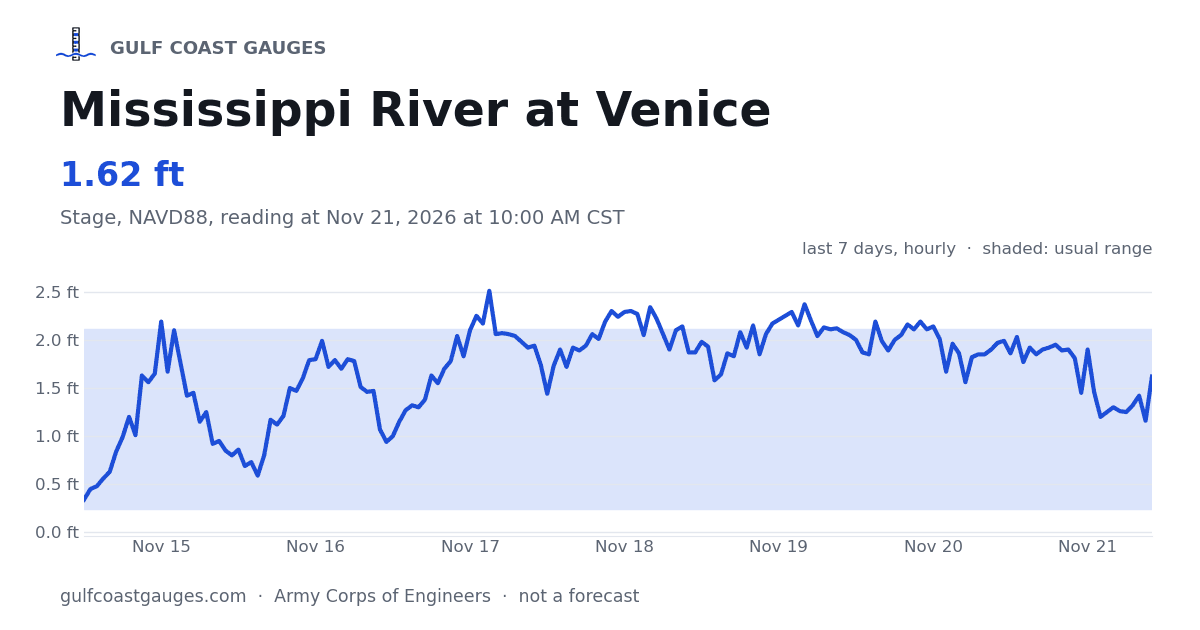 GULF COAST GAUGES
Mississippi River at Venice
1.62 ft
Stage, NAVD88, reading at Nov 21, 2026 at 10:00 AM CST
last 7 days, hourly · shaded: usual range
2.5 ft
2.0 ft
1.5 ft
1.0 ft
0.5 ft
0.0 ft
Nov 15 Nov 16 Nov 17 Nov 18 Nov 19 Nov 20 Nov 21
gulfcoastgauges.com · Army Corps of Engineers · not a forecast